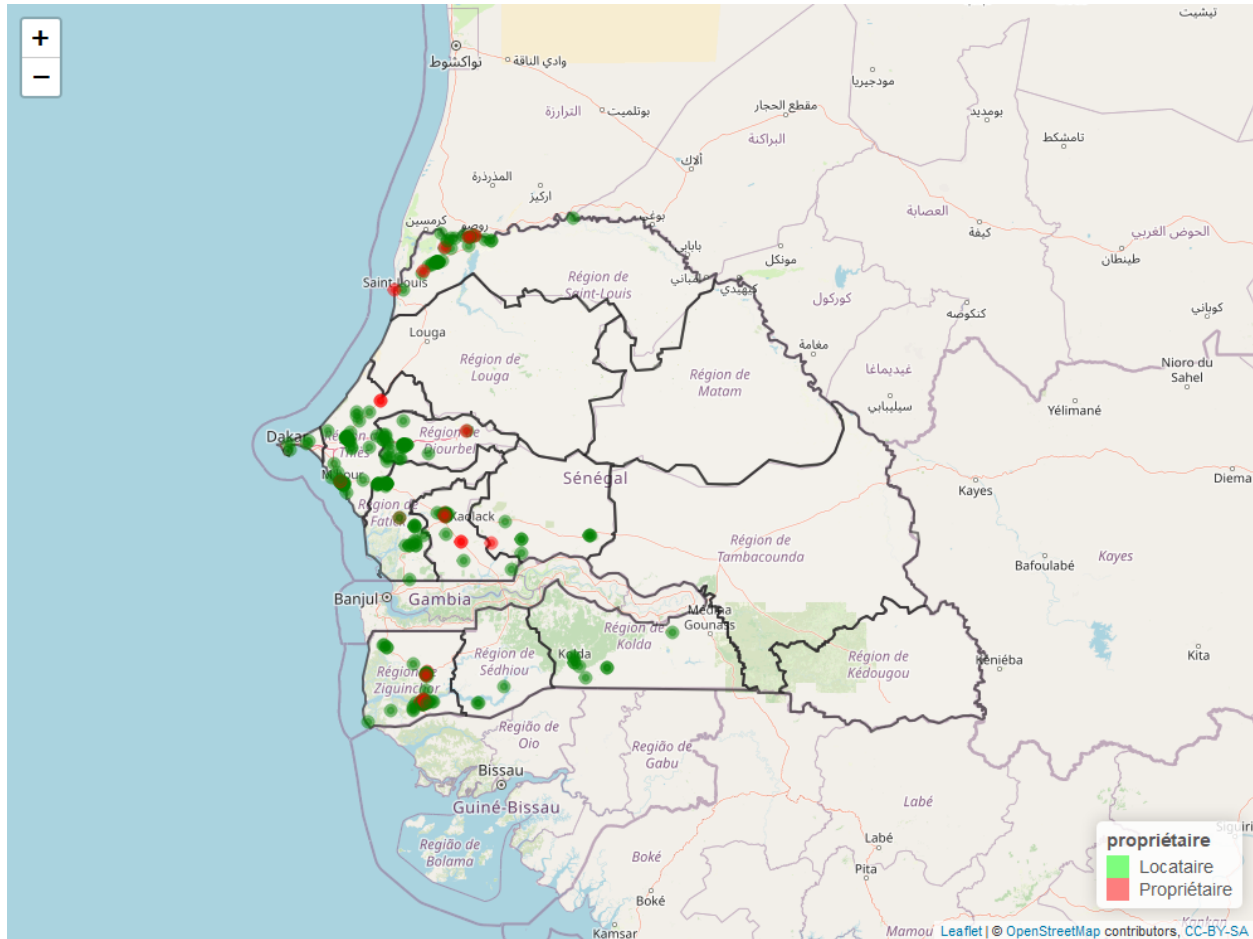 +
−
تيشيت
نواكشوط
وادي الناقة
مودجيريا
الترارزة
بوتلميت
مقطع الحجار
بومديد
البراكنة
تامشكط
ألاك
المذرذرة
اركيز
العصابة
كرمسين
روصو
بوغي
كيفة
الحوض الغربي
بابابي
مونكل
طينطان
Saint-Louis
Région de
Saint-Louis
امباني
كيهيدي
كوركول
كوباني
كنكوصه
Louga
مغامة
Région de
Louga
Région de
Matam
غيديماغا
Nioro du
Sahel
سيليبابي
Yélimané
Dakar
Région de
Thiès
Région de
Diourbel
Mbour
Sénégal
Kayes
Diema
Région de
Fatick
Kaolack
Région de
Tambacounda
Kayes
Bafoulabé
Banjul
Gambia
Médina
Gounass
Région de
Kolda
Kolda
Région de
Sédhiou
Région de
Ziguinchor
Région de
Kédougou
Kéniéba
Kita
Região de
Oio
Região de
Gabu
Bissau
Guiné-Bissau
Labé
Região de
Bolama
Labé
Boké
Pita
Boké
Kamsar
Mamou
Siguiri
Kankan
propriétaire
Locataire
Propriétaire
Leaflet | © OpenStreetMap contributors, CC-BY-SA